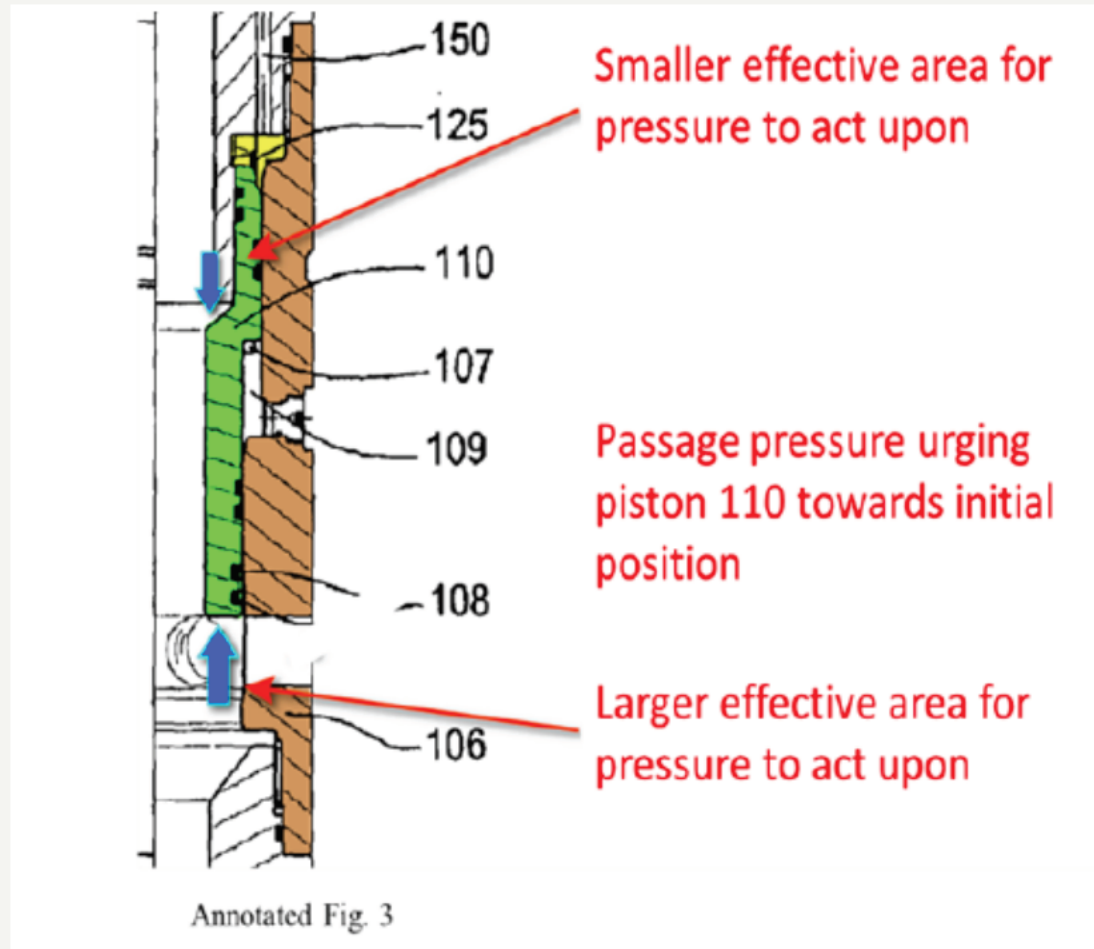 150
Smaller effective area for
pressure to act upon
125
110
107
109
Passage pressure urging
piston 110 towards initial
position
108
Larger effective area for
pressure to act upon
106
Annotated Fig. 3